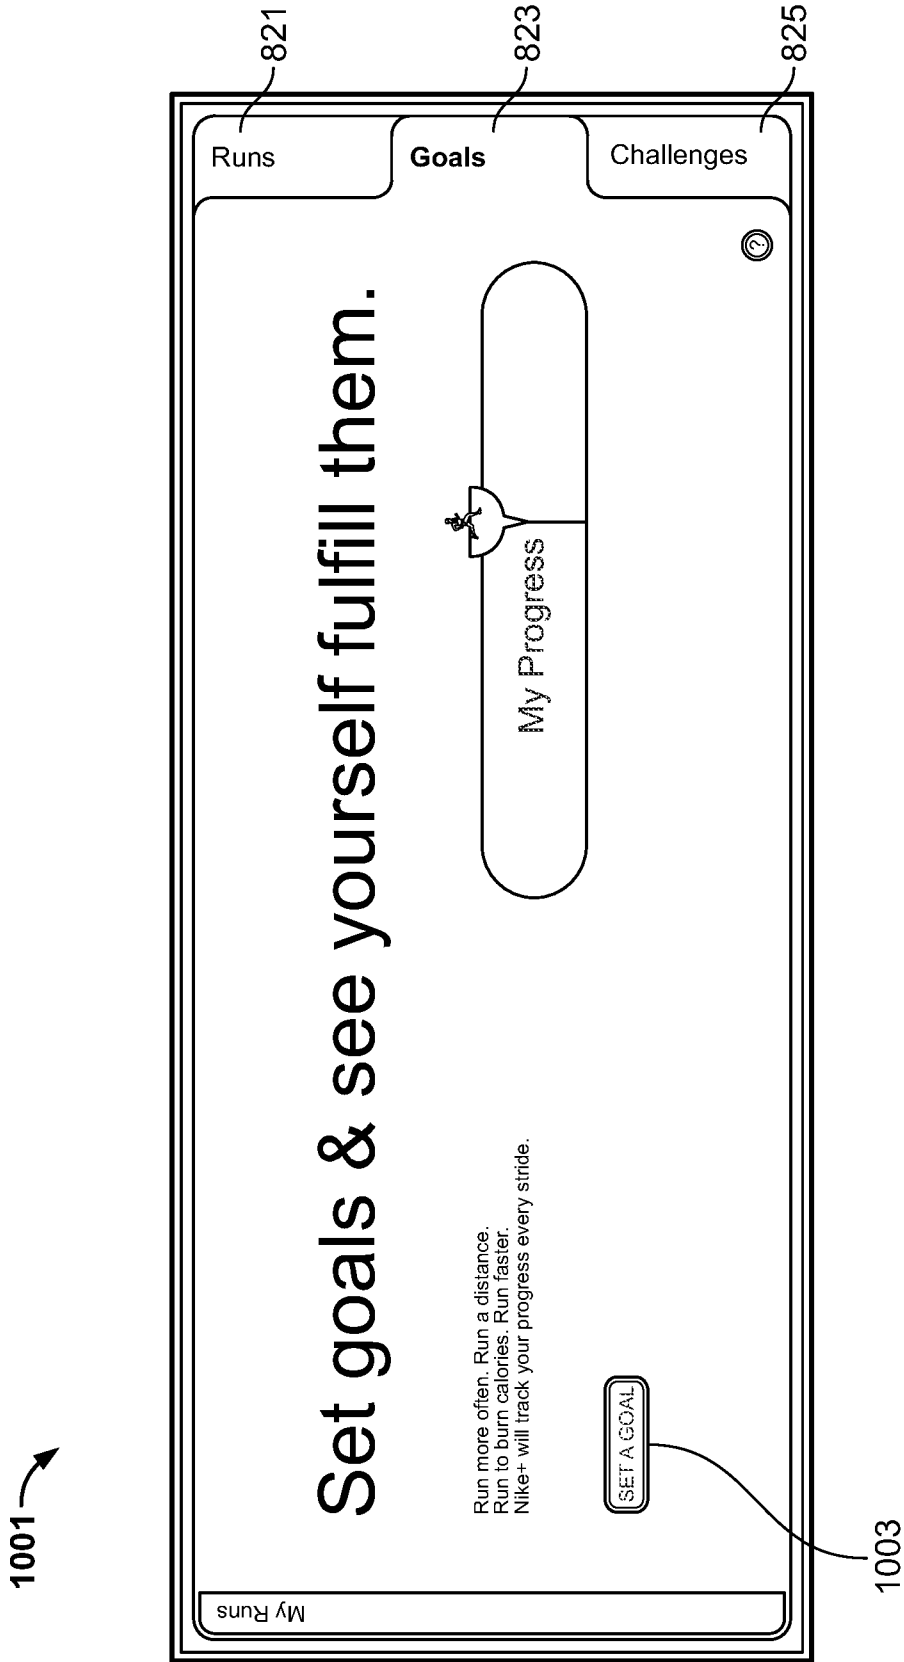 1001
My Runs
Set goals & see yourself fulfill them.
Run more often. Run a distance.
Run to burn calories. Run faster.
Nike+ will track your progress every stride.
SET A GOAL
1003
My Progress
?
Runs
821
Goals
823
Challenges
825